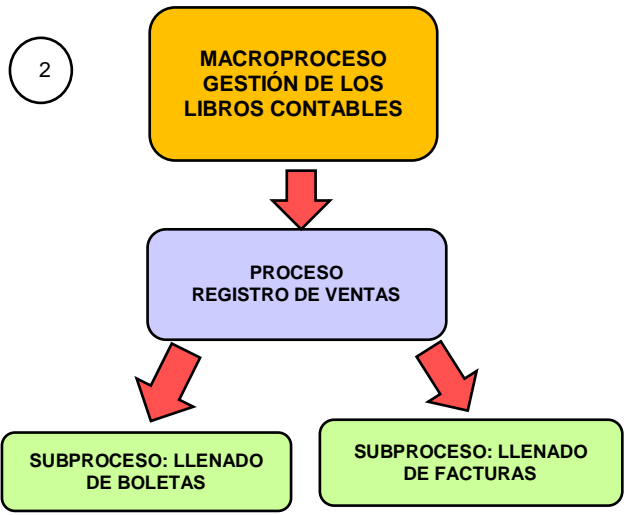 2
MACROPROCESO
GESTIÓN DE LOS
LIBROS CONTABLES
PROCESO
REGISTRO DE VENTAS
SUBPROCESO: LLENADO
DE BOLETAS
SUBPROCESO: LLENADO
DE FACTURAS